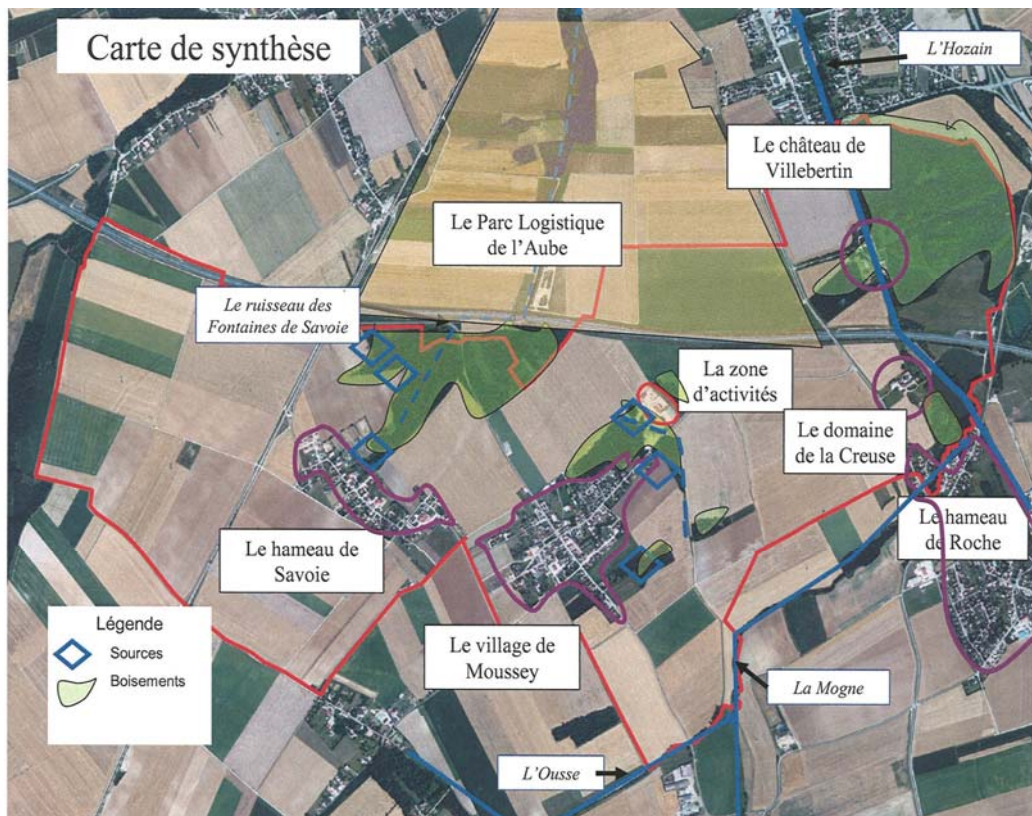 Carte de synthèse
L'Hozain
Le château de
Villebertin
Le Parc Logistique
de l'Aube
Le ruisseau des
Fontaines de Savoie
La zone
d'activités
Le domaine
de la Creuse
Le hameau
de Roche
Le hameau de
Savoie
Le village de
Moussey
La Mogne
L'Ousse
Légende
Sources
Boisements